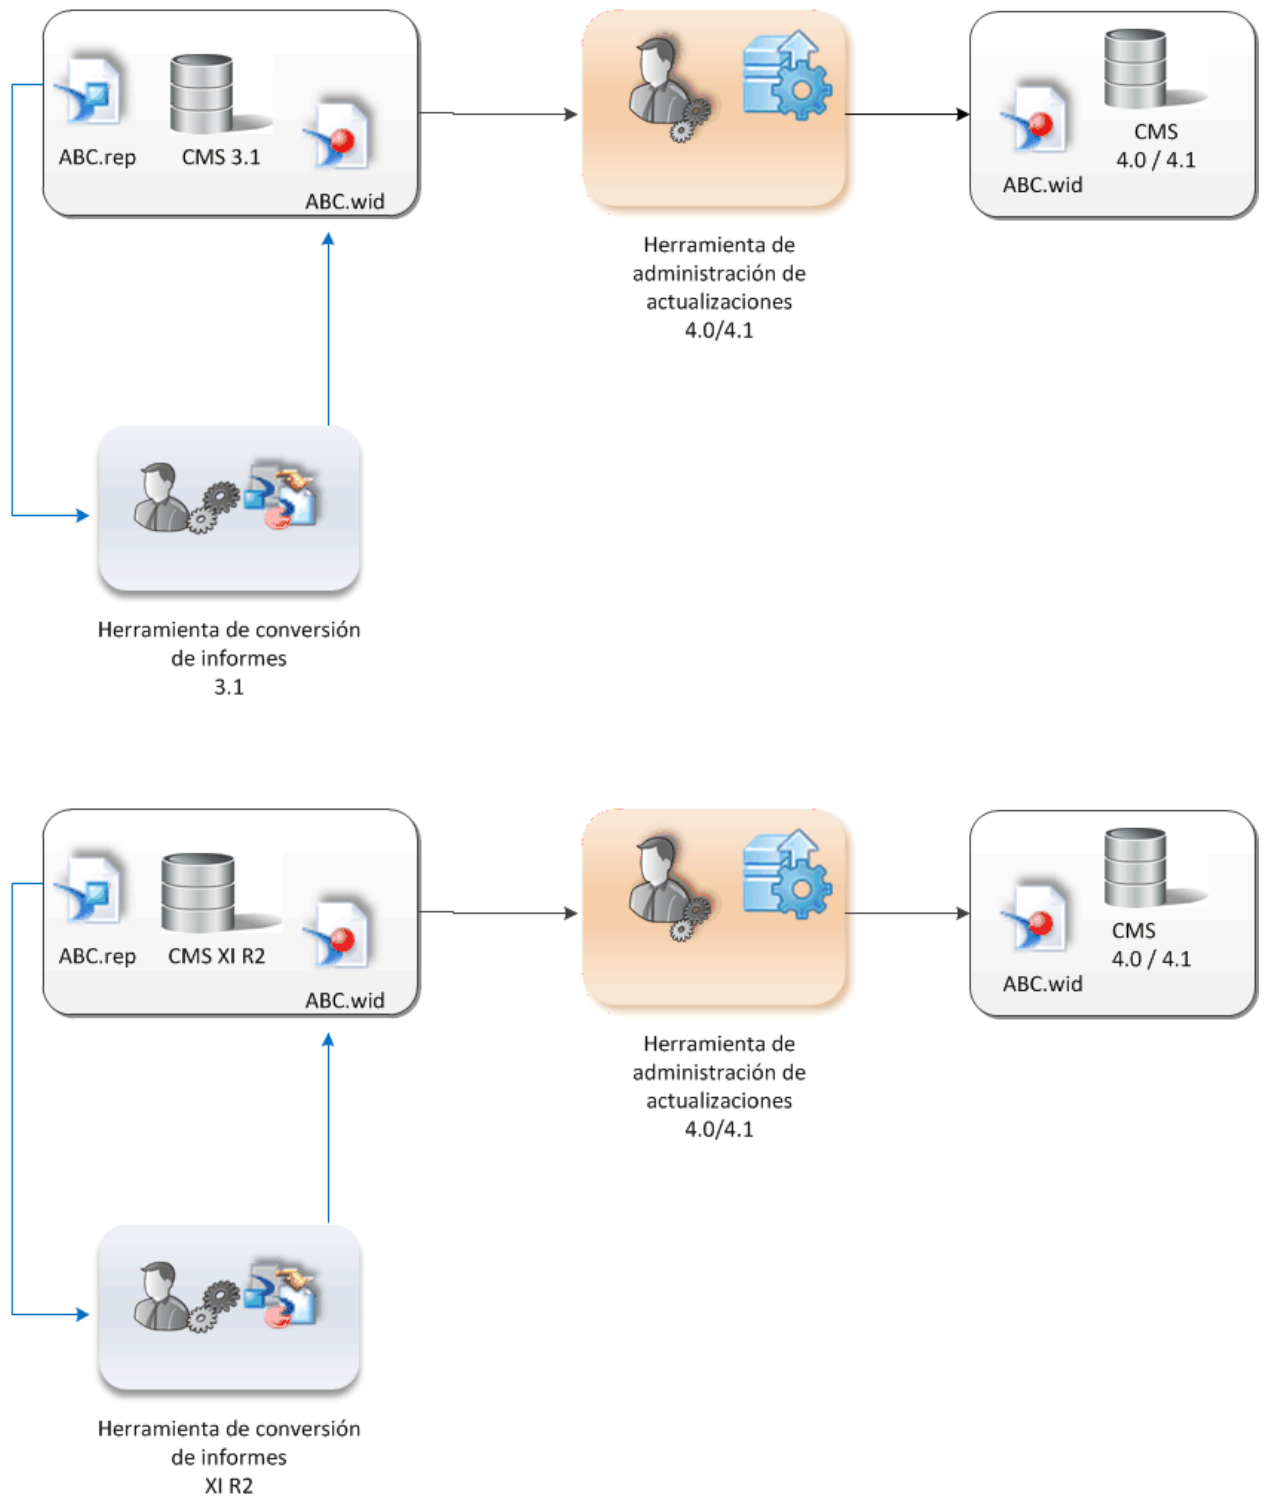 ABC.rep
CMS 3.1
ABC.wid
Herramienta de
administración de
actualizaciones
4.0/4.1
ABC.wid
CMS
4.0 / 4.1
Herramienta de conversión
de informes
3.1
ABC.rep
CMS XI R2
ABC.wid
Herramienta de
administración de
actualizaciones
4.0/4.1
ABC.wid
CMS
4.0 / 4.1
Herramienta de conversión
de informes
XI R2